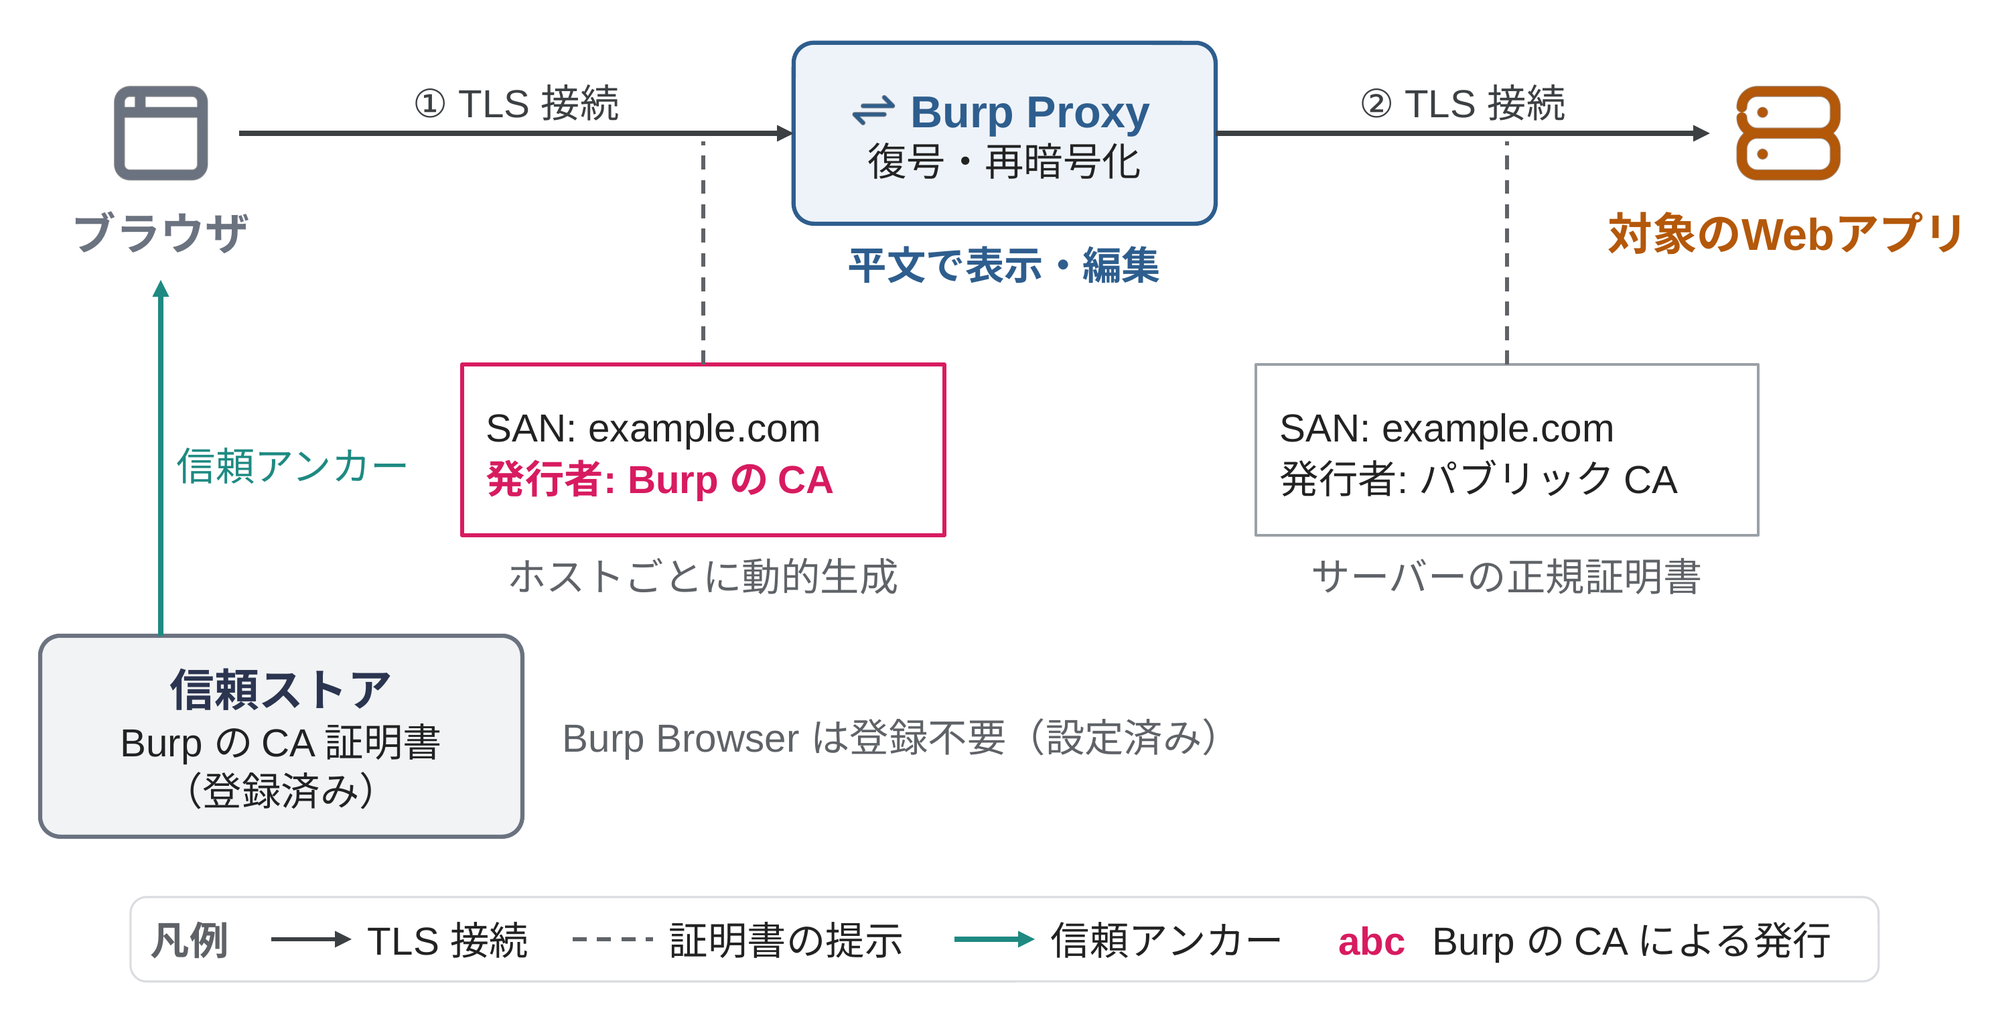 ① TLS 接続
Burp Proxy
復号・再暗号化
② TLS 接続
ブラウザ
平文で表示・編集
対象のWebアプリ
信頼アンカー
SAN: example.com
発行者: Burp の CA
ホストごとに動的生成
SAN: example.com
発行者: パブリック CA
サーバーの正規証明書
信頼ストア
Burp の CA 証明書
（登録済み）
Burp Browser は登録不要（設定済み）
凡例
TLS 接続
証明書の提示
信頼アンカー
abc Burp の CA による発行